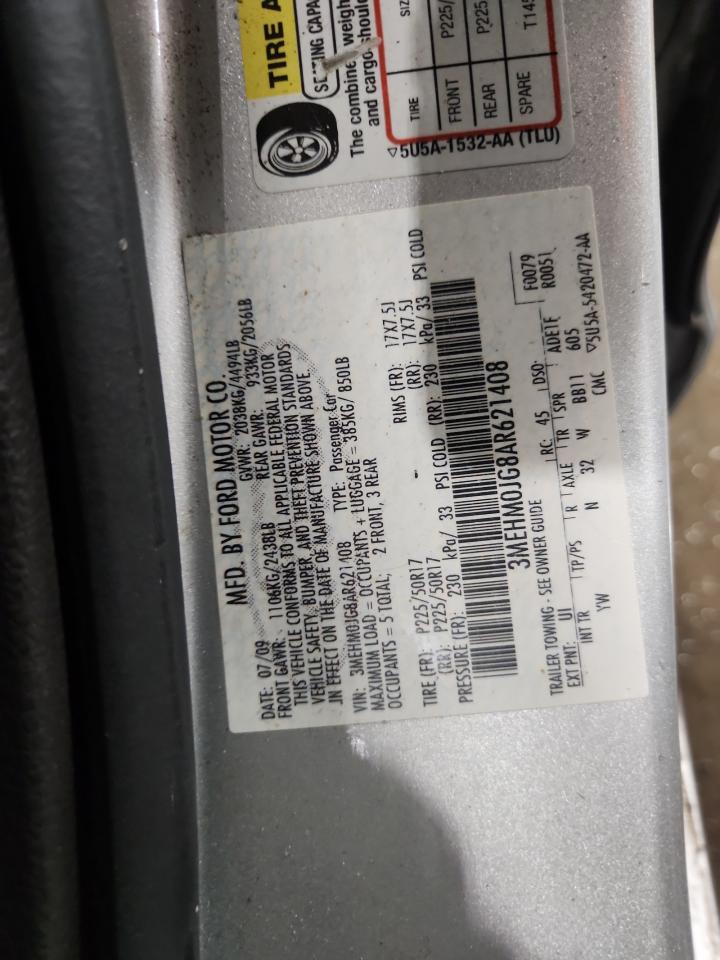 MFD. BY FORD MOTOR CO.
DATE: 07/09 GVWR: 2038KG/4494LB
FRONT GAWR: 1106KG/2438LB REAR GAWR: 933KG/2056LB
THIS VEHICLE CONFORMS TO ALL APPLICABLE FEDERAL MOTOR
VEHICLE SAFETY, BUMPER, AND THEFT PREVENTION STANDARDS
IN EFFECT ON THE DATE OF MANUFACTURE SHOWN ABOVE.
VIN: 3MEHM0JG8AR621408 TYPE: Passenger Car
MAXIMUM LOAD = OCCUPANTS + LUGGAGE = 385KG/ 850LB
OCCUPANTS = 5 TOTAL; 2 FRONT, 3 REAR
TIRE (FR): P225/50R17 RIMS (FR): 17X7.5J
(RR): P225/50R17 (RR): 17X7.5J
PRESSURE (FR): 230 kPa/ 33 PSI COLD (RR): 230 kPa/ 33 PSI COLD
3MEHM0JG8AR621408
TRAILER TOWING - SEE OWNER GUIDE RC: 45 DSO: F0079
R0051
EXT PNT: UI TP/PS R AXLE TR SPR ADE1F
INT TR YW N 32 W BB11 605
CMC ▽5U5A-5420472-AA
TIRE A
SEATING CAPA
The combine weigh
and cargo shoul
TIRE SIZ
FRONT P225/
REAR P225
SPARE T145
▽5U5A-1532-AA (TLU)